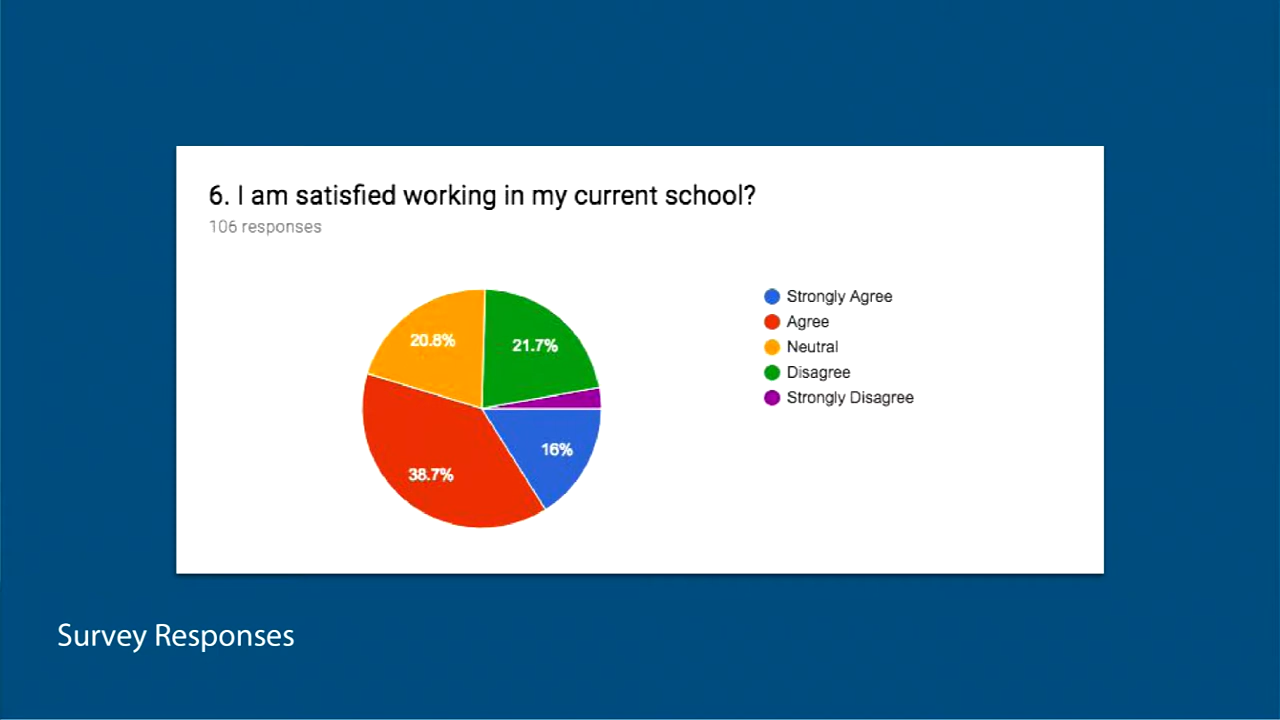 6. I am satisfied working in my current school?
106 responses
Strongly Agree
Agree
Neutral
Disagree
Strongly Disagree
20.8%
21.7%
16%
38.7%
Survey Responses